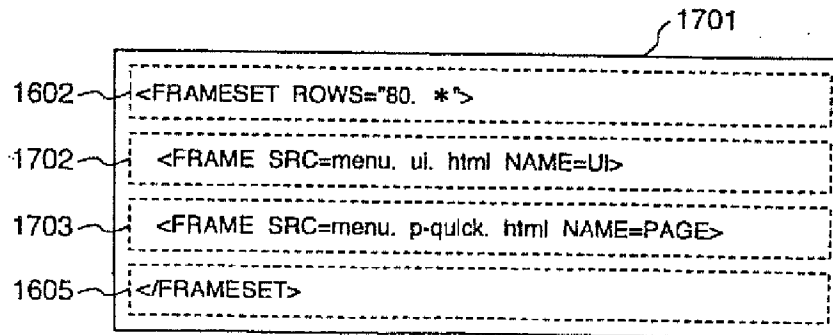 1701
1602 <FRAMESET ROWS="80. *">
1702 <FRAME SRC=menu. ui. html NAME=UI>
1703 <FRAME SRC=menu. p-quick. html NAME=PAGE>
1605 </FRAMESET>